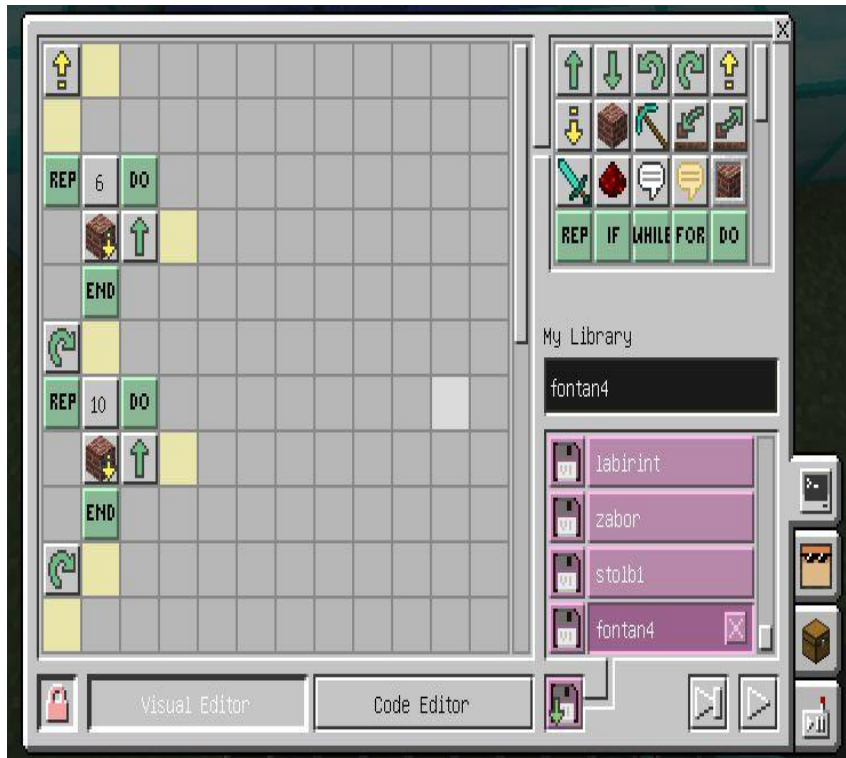 REP 6 DO
END
REP 10 DO
END
REP IF WHILE FOR DO
My Library
fontan4
labirint
zabor
stolb1
fontan4
Visual Editor
Code Editor